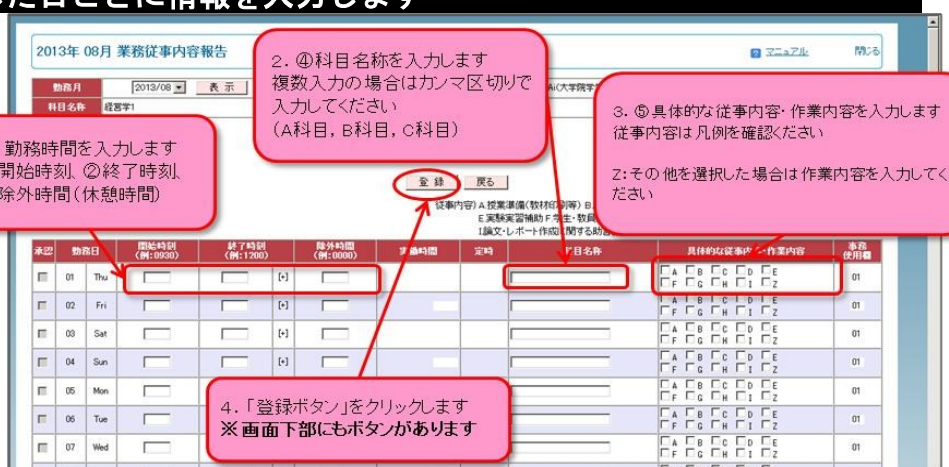 た日ごとに情報を入力します
2013年 08月 業務従事内容報告
マニュアル
閉じる
勤務月
2013/08
表 示
Ai(大学院学
科目名称
経営学1
2. ④科目名称を入力します
複数入力の場合はカンマ区切りで
入力してください
(A科目, B科目, C科目)
3. ⑤具体的な従事内容・作業内容を入力します
従事内容は凡例を確認ください
Z:その他を選択した場合は作業内容を入力してく
ださい
勤務時間を入力します
開始時刻、②終了時刻、
除外時間(休憩時間)
登 録
戻る
従事内容) A.授業準備(教材印刷等) B.
E.実験実習補助 F.学生・教員
I.論文・レポート作成に関する助言
承認
勤務日
開始時刻
(例:0930)
終了時刻
(例:1200)
除外時間
(例:0000)
実働時間
定時
科目名称
具体的な従事内容・作業内容
事務
使用欄
01 Thu [+] A B C D E 01
F G H I Z
02 Fri [+] A B C D E 01
F G H I Z
03 Sat [+] A B C D E 01
F G H I Z
04 Sun [+] A B C D E 01
F G H I Z
05 Mon A B C D E 01
F G H I Z
06 Tue A B C D E 01
F G H I Z
07 Wed A B C D E 01
F G H I Z
4. 「登録ボタン」をクリックします
※画面下部にもボタンがあります